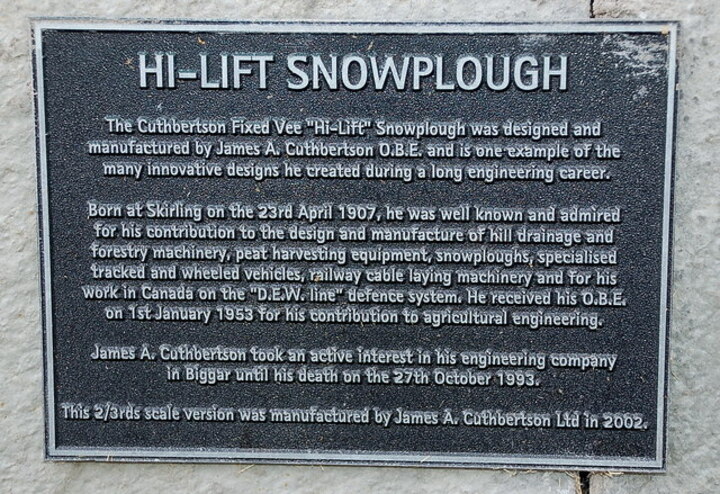 HI-LIFT SNOWPLOUGH
The Cuthbertson Fixed Vee "Hi-Lift" Snowplough was designed and
manufactured by James A. Cuthbertson O.B.E. and is one example of the
many innovative designs he created during a long engineering career.
Born at Skirling on the 23rd April 1907, he was well known and admired
for his contribution to the design and manufacture of hill drainage and
forestry machinery, peat harvesting equipment, snowploughs, specialised
tracked and wheeled vehicles, railway cable laying machinery and for his
work in Canada on the "D.E.W. line" defence system. He received his O.B.E.
on 1st January 1953 for his contribution to agricultural engineering.
James A. Cuthbertson took an active interest in his engineering company
in Biggar until his death on the 27th October 1993.
This 2/3rds scale version was manufactured by James A. Cuthbertson Ltd in 2002.